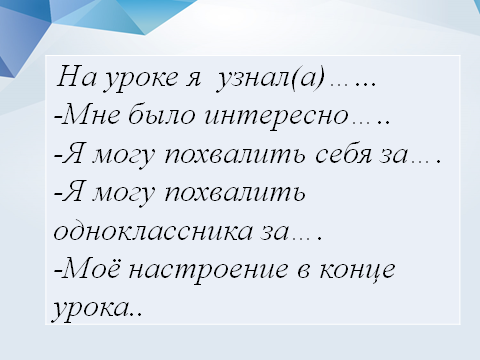 На уроке я  узнал(а)…...
-Мне было интересно…..
-Я могу похвалить себя за….
-Я могу похвалить
одноклассника за….
-Моё настроение в конце
урока..